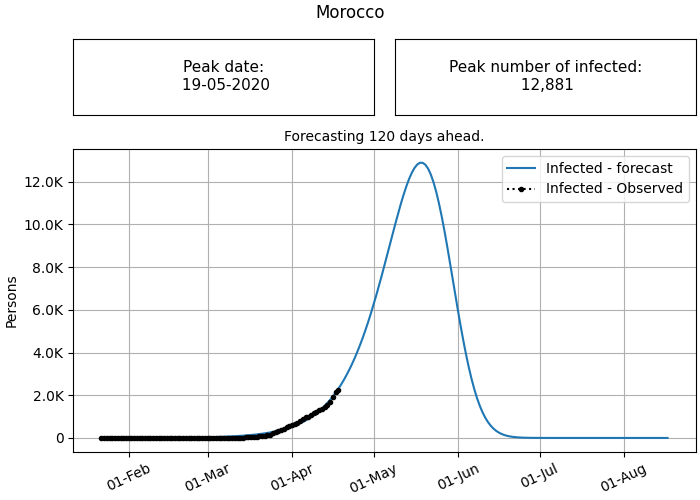 Morocco
Peak date:
19-05-2020
Peak number of infected:
12,881
Forecasting 120 days ahead.
Infected - forecast
Infected - Observed
Persons
12.0K
10.0K
8.0K
6.0K
4.0K
2.0K
0
01-Feb
01-Mar
01-Apr
01-May
01-Jun
01-Jul
01-Aug